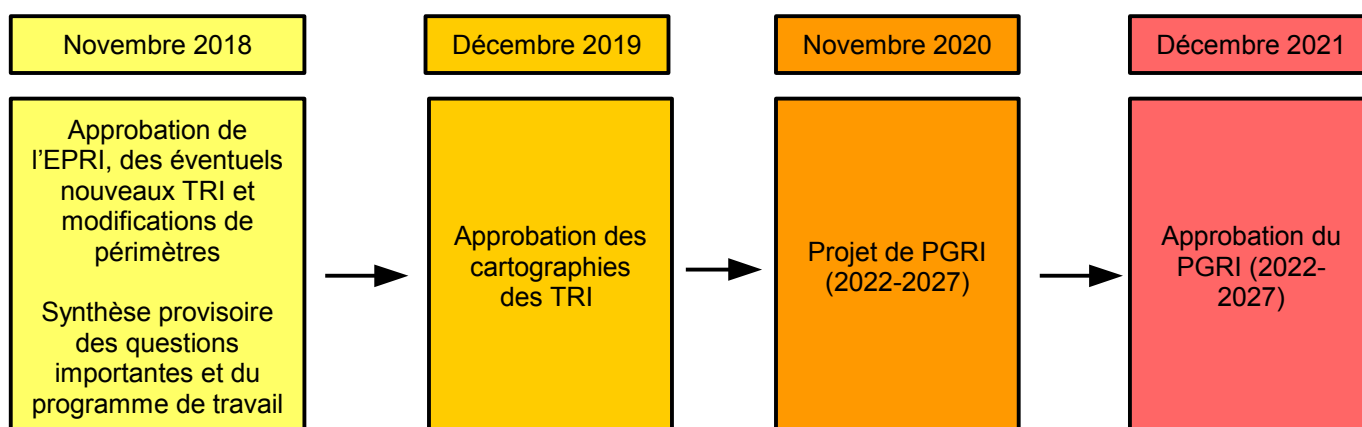 Novembre 2018
Décembre 2019
Novembre 2020
Décembre 2021
Approbation de
l’EPRI, des éventuels
nouveaux TRI et
modifications de
périmètres
Synthèse provisoire
des questions
importantes et du
programme de travail
Approbation des
cartographies
des TRI
Projet de PGRI
(2022-2027)
Approbation du
PGRI (2022-
2027)